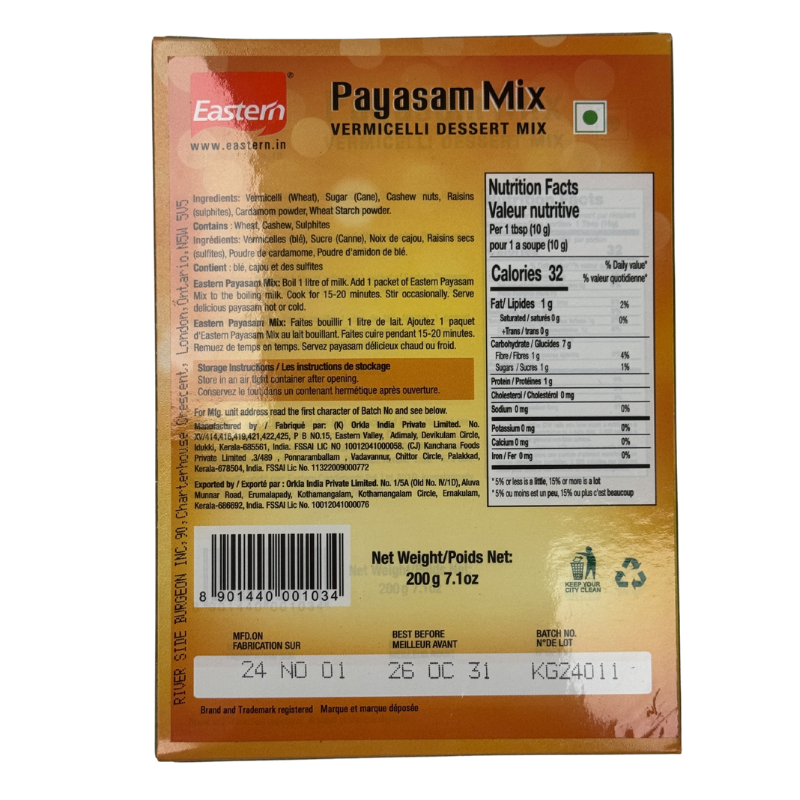 Eastern®
www.eastern.in
Payasam Mix
VERMICELLI DESSERT MIX
Ingredients: Vermicelli (Wheat), Sugar (Cane), Cashew nuts, Raisins
(sulphites), Cardamom powder, Wheat Starch powder.
Contains : Wheat, Cashew, Sulphites
Ingrédients: Vermicelles (blé), Sucre (Canne), Noix de cajou, Raisins secs
(sulfites), Poudre de cardamome, Poudre d'amidon de blé.
Contient : blé, cajou et des sulfites
Eastern Payasam Mix: Boil 1 litre of milk. Add 1 packet of Eastern Payasam
Mix to the boiling milk. Cook for 15-20 minutes. Stir occasionally. Serve
delicious payasam hot or cold.
Eastern Payasam Mix: Faites bouillir 1 litre de lait. Ajoutez 1 paquet
d'Eastern Payasam Mix au lait bouillant. Faites cuire pendant 15-20 minutes.
Remuez de temps en temps. Servez payasam délicieux chaud ou froid.
Storage Instructions / Les instructions de stockage
Store in an air tight container after opening.
Conservez le tout dans un contenant hermétique après ouverture.
For Mfg. unit address read the first character of Batch No and see below.
Manufactured by / Fabriqué par: (K) Orkla India Private Limited. No.
XV/414,415,419,421,422,425, P B NO.15, Eastern Valley, Adimaly, Devikulam Circle,
Idukki, Kerala-685561, India. FSSAI LIC NO 10012041000058. (CJ) Kanchana Foods
Private Limited .3/489 , Ponnaramballam , Vadavannur, Chittor Circle, Palakkad,
Kerala-678504, India. FSSAI Lic No. 11322009000772
Exported by / Exporté par : Orkla India Private Limited. No. 1/5A (Old No. IV/1D), Aluva
Munnar Road, Erumalapady, Kothamangalam, Kothamangalam Circle, Ernakulam,
Kerala-686692, India. FSSAI Lic No. 10012041000076
Nutrition Facts
Valeur nutritive
Per 1 tbsp (10 g)
pour 1 a soupe (10 g)
Calories 32
% Daily value*
% valeur quotidienne*
Fat/ Lipides 1 g 2%
Saturated / saturés 0 g 0%
+Trans / trans 0 g
Carbohydrate / Glucides 7 g
Fibre / Fibres 1 g 4%
Sugars / Sucres 1 g 1%
Protein / Protéines 1 g
Cholesterol / Cholestérol 0 mg
Sodium 0 mg 0%
Potassium 0 mg 0%
Calcium 0 mg 0%
Iron / Fer 0 mg 0%
*5% or less is a little, 15% or more is a lot
*5% ou moins est un peu, 15% ou plus c'est beaucoup
RIVER SIDE BURGEON INC,90,Charterhouse Crescent, London,Ontario,N5W 5V5
8 901440 001034
Net Weight/Poids Net:
200 g 7.1oz
KEEP YOUR
CITY CLEAN
MFD.ON
FABRICATION SUR
BEST BEFORE
MEILLEUR AVANT
BATCH NO.
N°DE LOT
24 NO 01 26 OC 31 KG24011
Brand and Trademark registered Marque et marque déposée